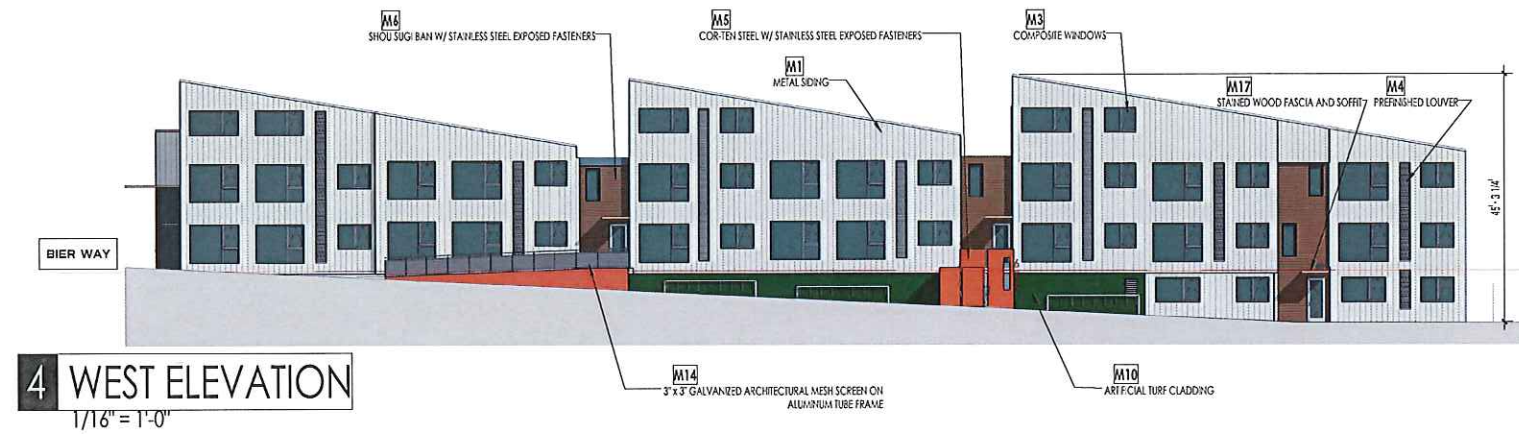 M6
SHOU SUGI BAN W/ STAINLESS STEEL EXPOSED FASTENERS
M5
COR-TEN STEEL W/ STAINLESS STEEL EXPOSED FASTENERS
M3
COMPOSITE WINDOWS
M1
METAL SIDING
M17
STAINED WOOD FASCIA AND SOFFIT
M4
PREFINISHED LOUVER
45'- 3 1/4"
BIER WAY
6
4 WEST ELEVATION
1/16" = 1'-0"
M14
3" x 3" GALVANIZED ARCHITECTURAL MESH SCREEN ON
ALUMINUM TUBE FRAME
M10
ARTIFICIAL TURF CLADDING